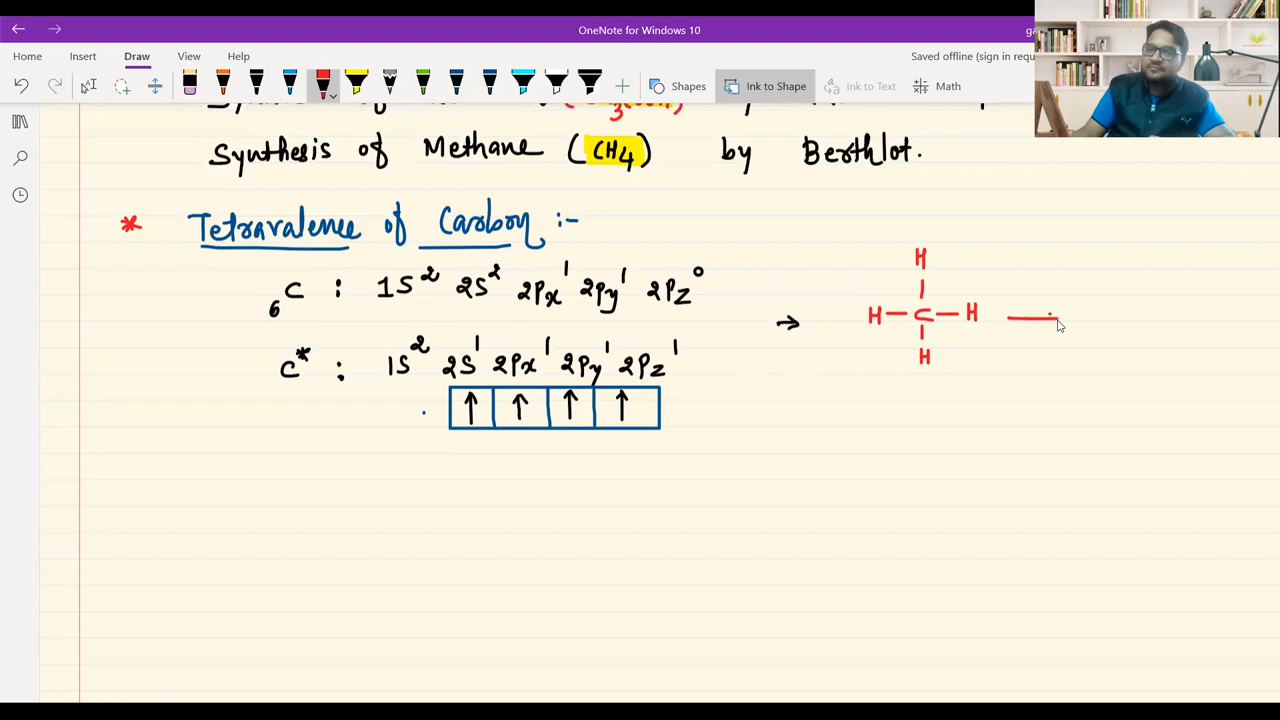 OneNote for Windows 10
Home Insert Draw View Help
Saved offline (sign in requ
Shapes Ink to Shape Ink to Text Math
Synthesis of Methane (CH4) by Berthlot.
* Tetravalence of Carbon :-
6C : 1S² 2S² 2Px¹ 2Py¹ 2Pz⁰
C* : 1S² 2S¹ 2Px¹ 2Py¹ 2Pz¹
↑ ↑ ↑ ↑
→
H
H — C — H
H